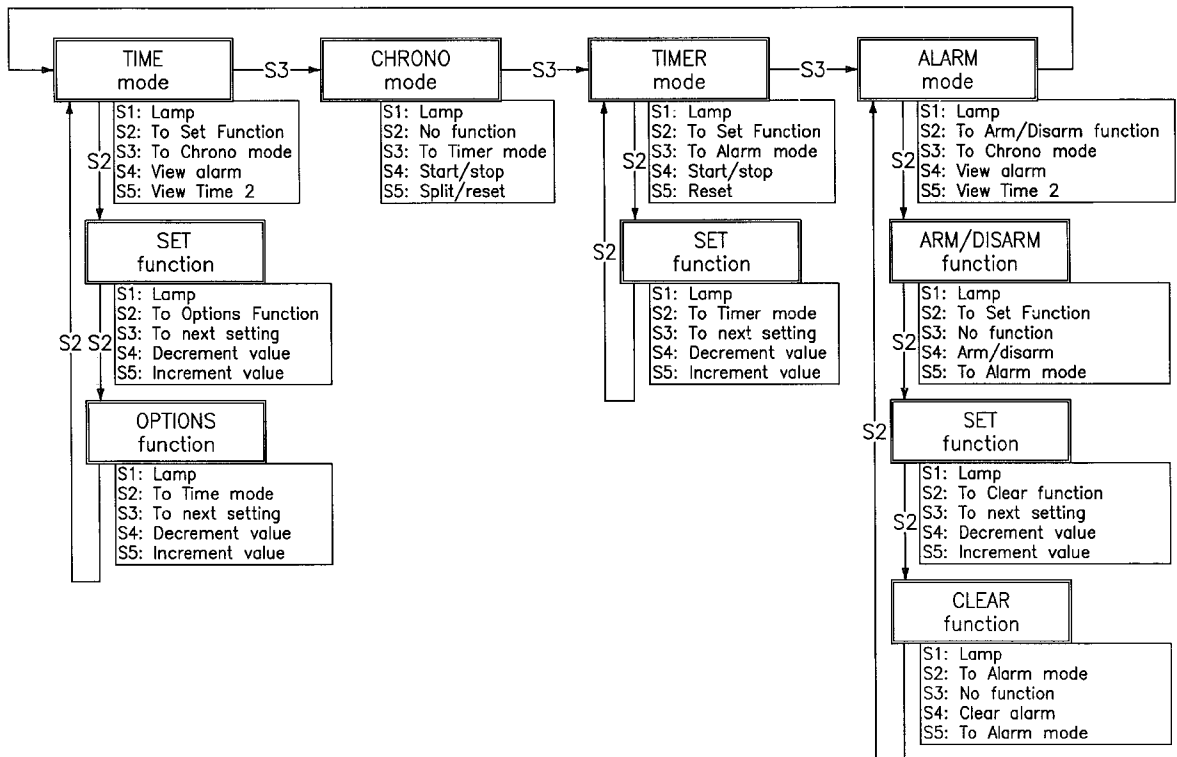 TIME
mode
S3
CHRONO
mode
S3
TIMER
mode
S3
ALARM
mode
S1: Lamp
S2: To Set Function
S3: To Chrono mode
S4: View alarm
S5: View Time 2
S1: Lamp
S2: No function
S3: To Timer mode
S4: Start/stop
S5: Split/reset
S1: Lamp
S2: To Set Function
S3: To Alarm mode
S4: Start/stop
S5: Reset
S1: Lamp
S2: To Arm/Disarm function
S3: To Chrono mode
S4: View alarm
S5: View Time 2
S2
S2
S2
SET
function
S1: Lamp
S2: To Options Function
S3: To next setting
S4: Decrement value
S5: Increment value
S2
S2
OPTIONS
function
S1: Lamp
S2: To Time mode
S3: To next setting
S4: Decrement value
S5: Increment value
S2
SET
function
S1: Lamp
S2: To Timer mode
S3: To next setting
S4: Decrement value
S5: Increment value
ARM/DISARM
function
S1: Lamp
S2: To Set Function
S3: No function
S4: Arm/disarm
S5: To Alarm mode
S2
S2
SET
function
S1: Lamp
S2: To Clear function
S3: To next setting
S4: Decrement value
S5: Increment value
S2
CLEAR
function
S1: Lamp
S2: To Alarm mode
S3: No function
S4: Clear alarm
S5: To Alarm mode